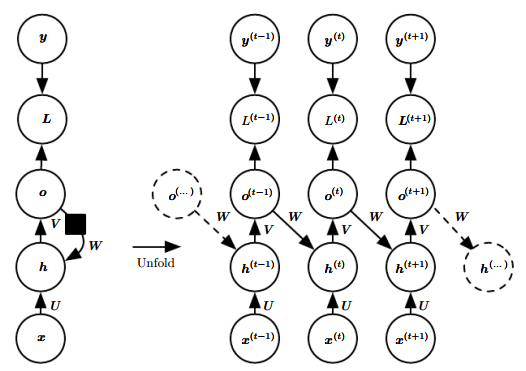 y y^(t−1) y^(t) y^(t+1)
L L^(t−1) L^(t) L^(t+1)
o o^(...) o^(t−1) o^(t) o^(t+1)
V W W W W W
V V V
h Unfold h^(t−1) h^(t) h^(t+1) h^(...)
U U U U
x x^(t−1) x^(t) x^(t+1)